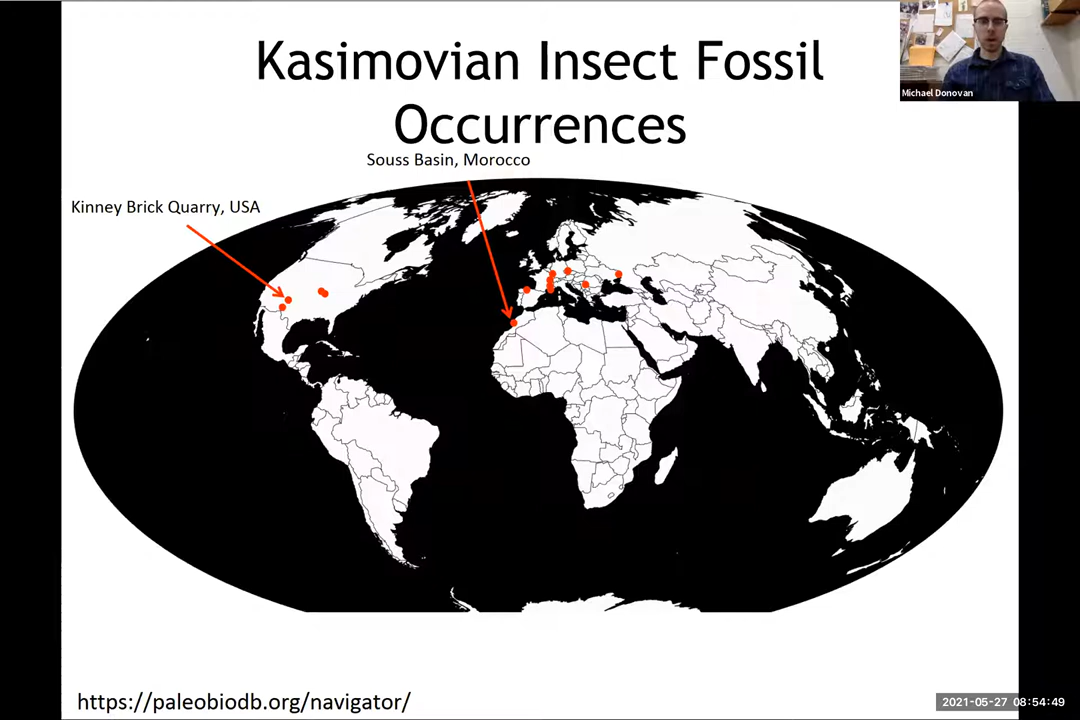 Kasimovian Insect Fossil
Occurrences
Michael Donovan
Souss Basin, Morocco
Kinney Brick Quarry, USA
https://paleobiodb.org/navigator/
2021-05-27 08:54:49